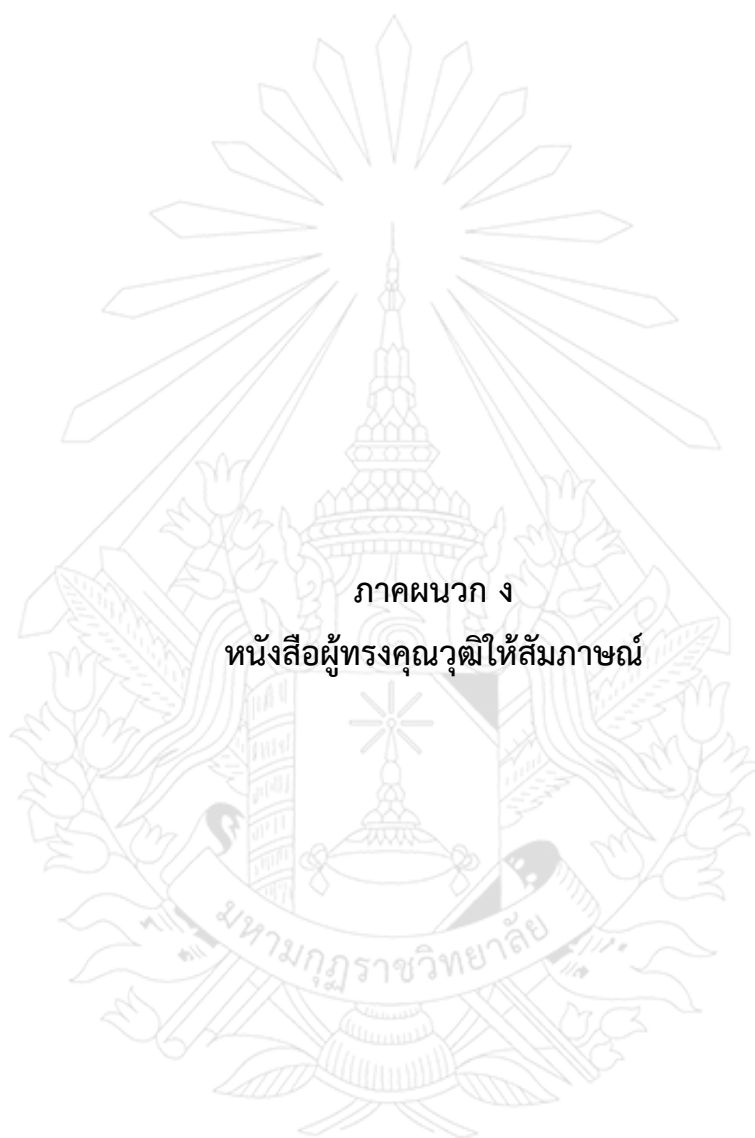 ภาคผนวก ง
หนังสือผู้ทรงคุณวุฒิให้สัมภาษณ์
มหามกุฏราชวิทยาลัย